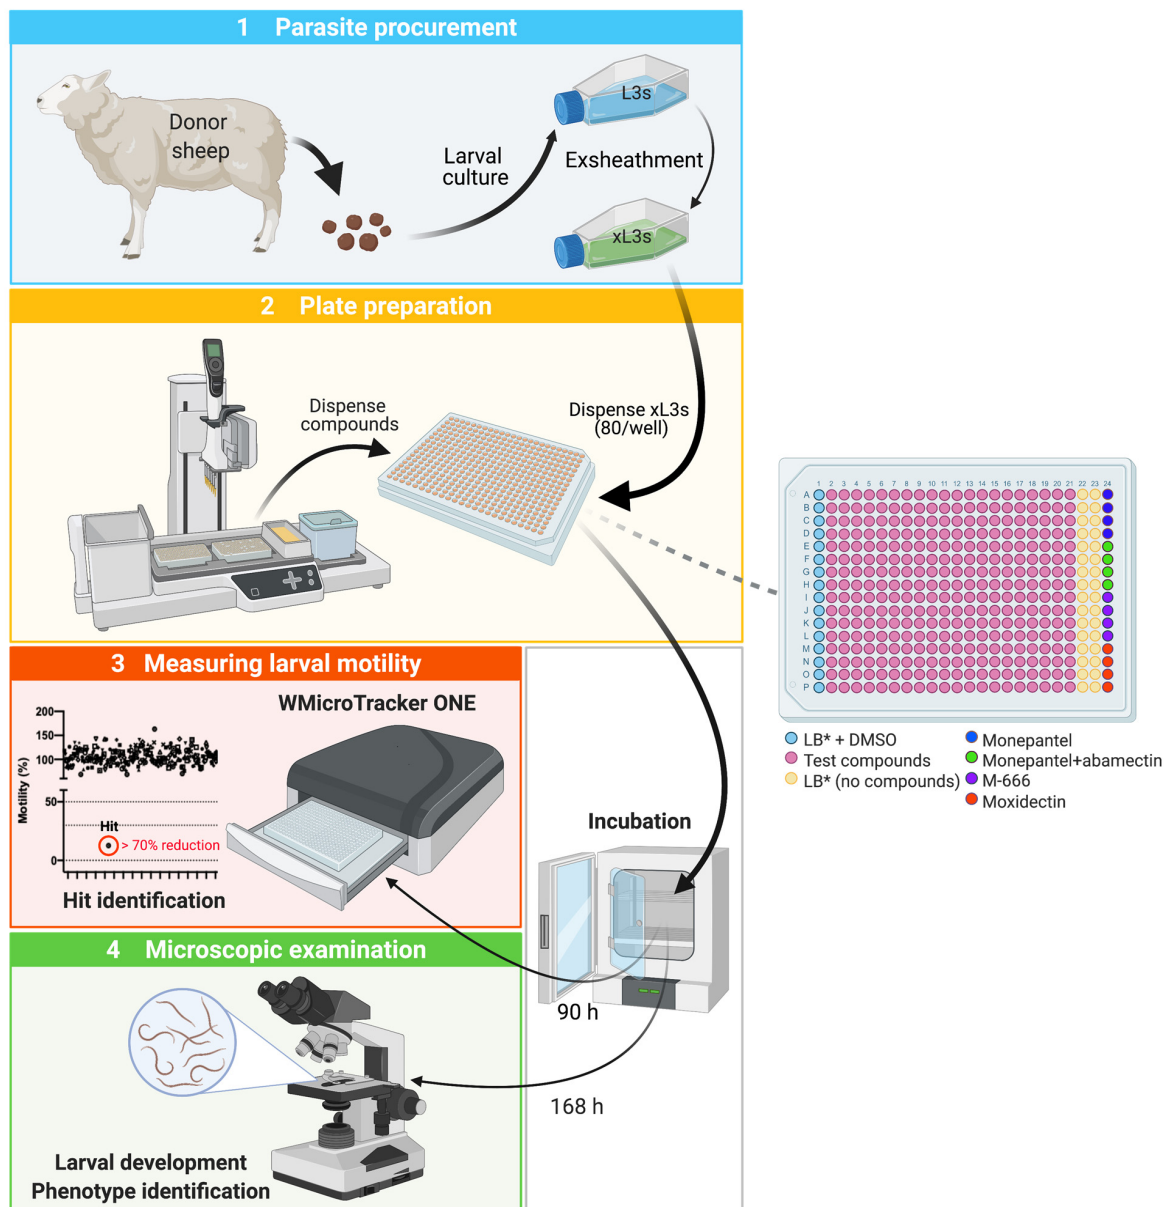 1 Parasite procurement
Donor
sheep
Larval
culture
L3s
Exsheathment
xL3s
2 Plate preparation
Dispense
compounds
Dispense xL3s
(80/well)
1 2 3 4 5 6 7 8 9 10 11 12 13 14 15 16 17 18 19 20 21 22 23 24
A
B
C
D
E
F
G
H
I
J
K
L
M
N
O
P
LB* + DMSO
Test compounds
LB* (no compounds)
Monepantel
Monepantel+abamectin
M-666
Moxidectin
3 Measuring larval motility
WMicroTracker ONE
Motility (%)
200
150
100
50
0
Hit
> 70% reduction
Hit identification
Incubation
90 h
168 h
4 Microscopic examination
Larval development
Phenotype identification